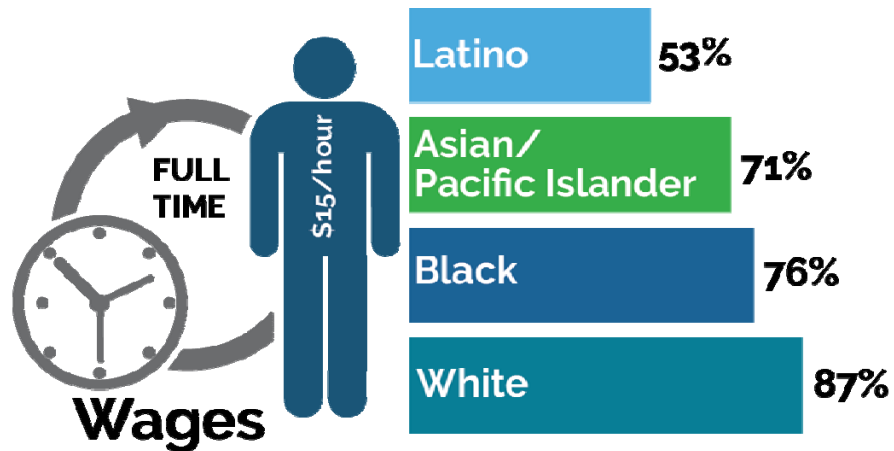 FULL
TIME
$15/hour
Wages
Latino
53%
Asian/
Pacific Islander
71%
Black
76%
White
87%